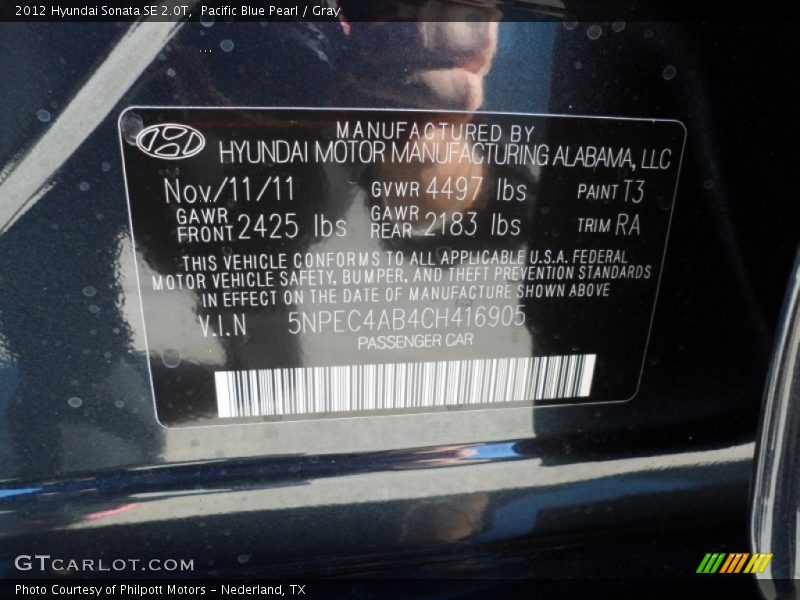 2012 Hyundai Sonata SE 2.0T, Pacific Blue Pearl / Gray
MANUFACTURED BY
HYUNDAI MOTOR MANUFACTURING ALABAMA, LLC
Nov/11/11 GVWR 4497 lbs PAINT T3
GAWR FRONT 2425 lbs GAWR REAR 2183 lbs TRIM RA
THIS VEHICLE CONFORMS TO ALL APPLICABLE U.S.A. FEDERAL
MOTOR VEHICLE SAFETY, BUMPER, AND THEFT PREVENTION STANDARDS
IN EFFECT ON THE DATE OF MANUFACTURE SHOWN ABOVE
V.I.N 5NPEC4AB4CH416905
PASSENGER CAR
GTCARLOT.COM
Photo Courtesy of Philpott Motors - Nederland, TX